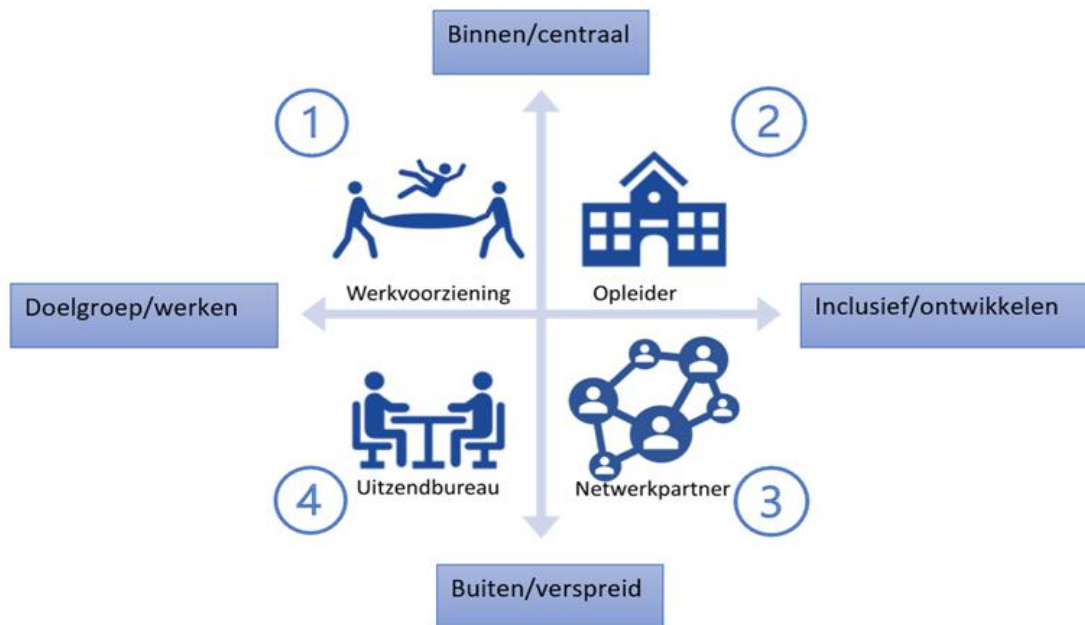 Binnen/centraal
1
2
Werkvoorziening
Opleider
Doelgroep/werken
Inclusief/ontwikkelen
Uitzendbureau
Netwerkpartner
4
3
Buiten/verspreid